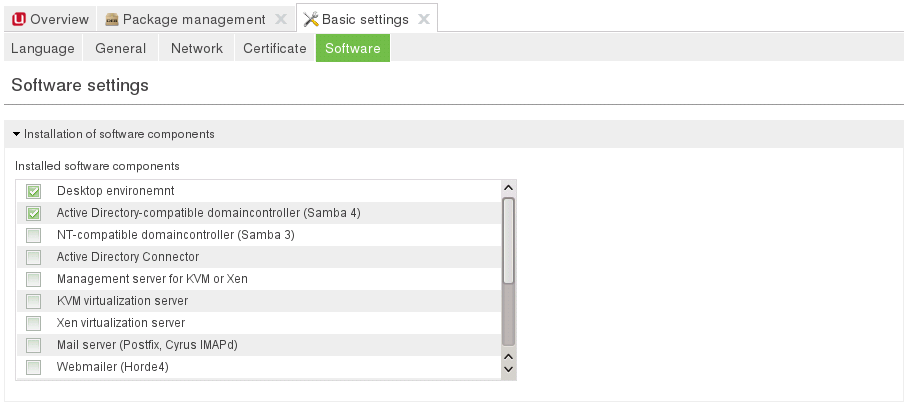 Overview Package management Basic settings
Language General Network Certificate Software
Software settings
Installation of software components
Installed software components
Desktop environemnt
Active Directory-compatible domaincontroller (Samba 4)
NT-compatible domaincontroller (Samba 3)
Active Directory Connector
Management server for KVM or Xen
KVM virtualization server
Xen virtualization server
Mail server (Postfix, Cyrus IMAPd)
Webmailer (Horde4)